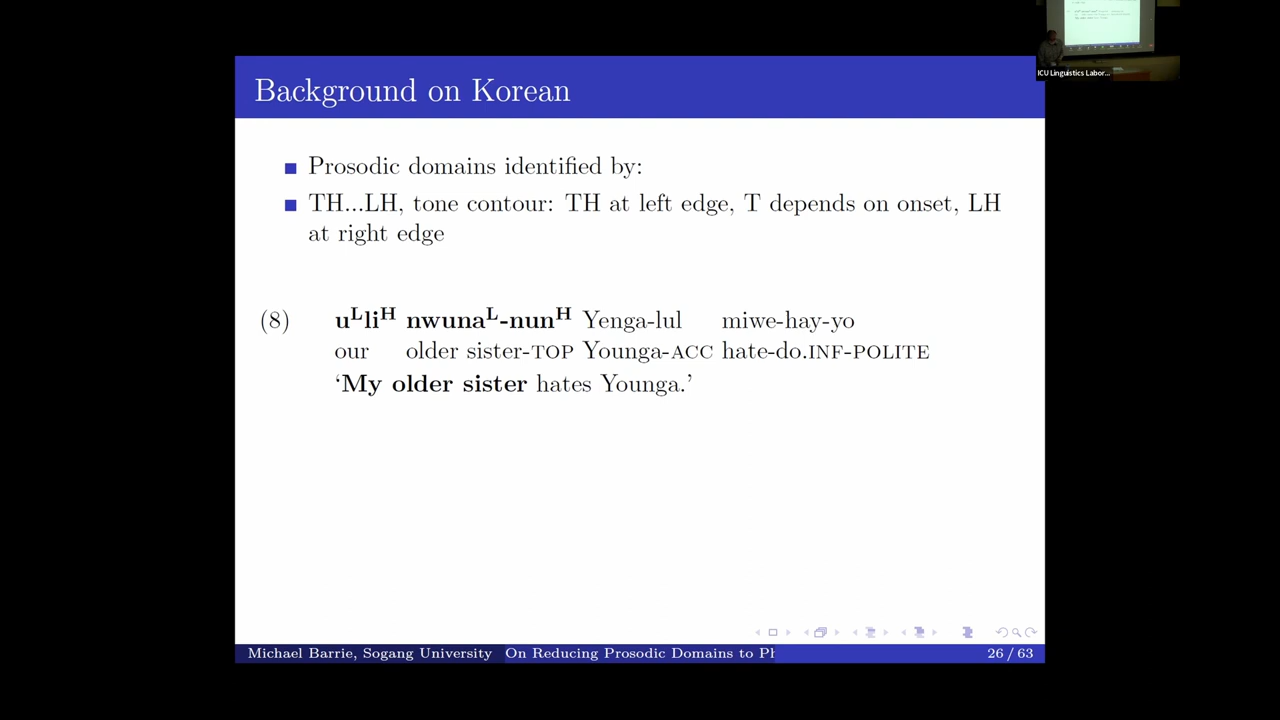 Background on Korean
ICU Linguistics Labor...
Prosodic domains identified by:
TH...LH, tone contour: TH at left edge, T depends on onset, LH
at right edge
(8) uᴸliᴴ nwunaᴸ-nunᴴ Yenga-lul miwe-hay-yo
our older sister-TOP Younga-ACC hate-do.INF-POLITE
‘My older sister hates Younga.’
Michael Barrie, Sogang University On Reducing Prosodic Domains to Ph 26 / 63